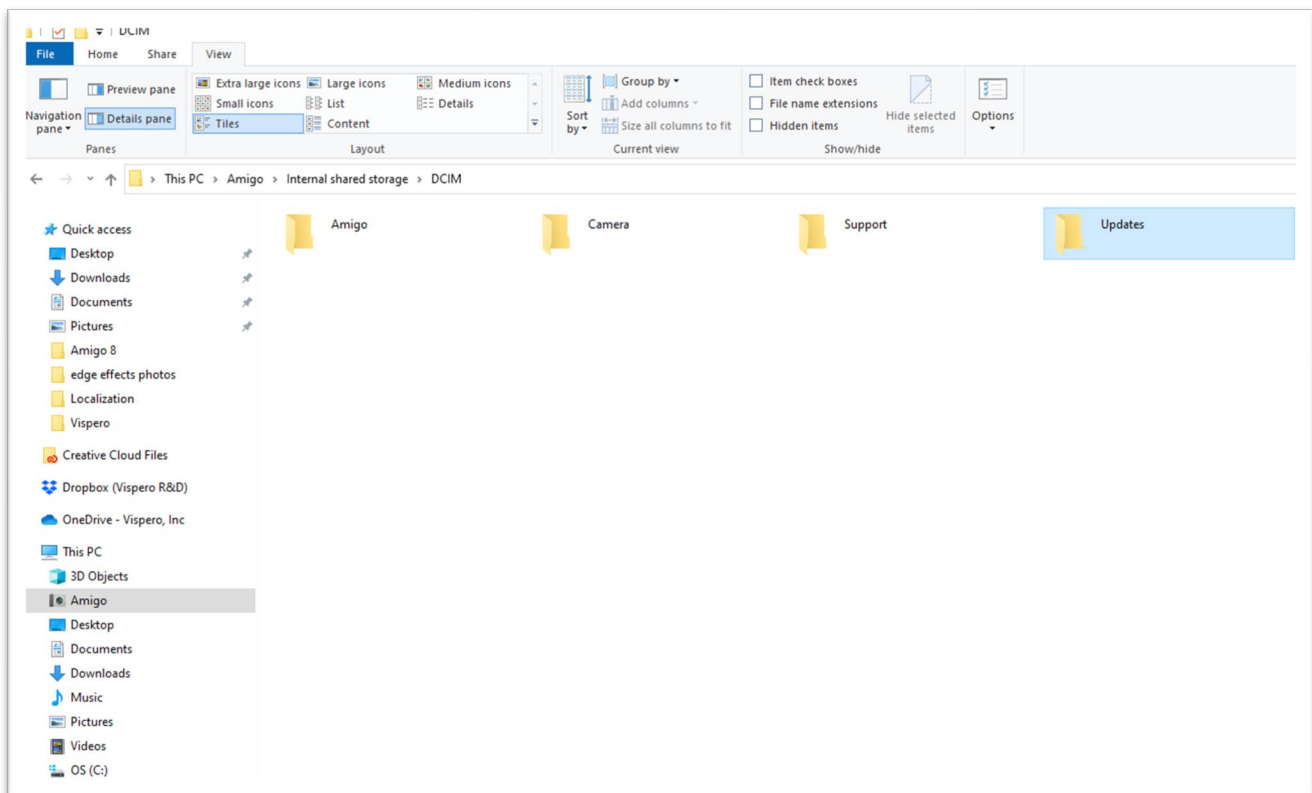 DCIM
File Home Share View
Navigation pane
Preview pane
Details pane
Panes
Extra large icons Large icons Medium icons
Small icons List Details
Tiles Content
Layout
Sort by
Group by
Add columns
Size all columns to fit
Current view
Item check boxes
File name extensions
Hidden items
Hide selected items
Show/hide
Options
This PC > Amigo > Internal shared storage > DCIM
Quick access
Desktop
Downloads
Documents
Pictures
Amigo 8
edge effects photos
Localization
Vispero
Creative Cloud Files
Dropbox (Vispero R&D)
OneDrive - Vispero, Inc
This PC
3D Objects
Amigo
Desktop
Documents
Downloads
Music
Pictures
Videos
OS (C:)
Amigo Camera Support Updates